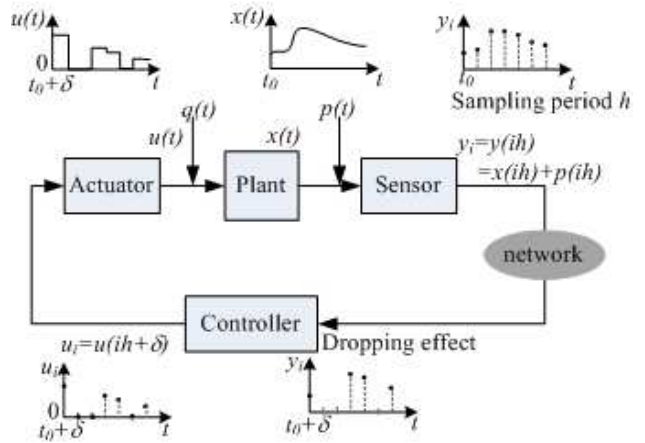 u(t)
0
t₀+δ
t
x(t)
t₀
t
yᵢ
t₀
t
Sampling period h
q(t)
u(t)
x(t)
p(t)
yᵢ=y(ih)
=x(ih)+p(ih)
Actuator
Plant
Sensor
network
Controller
Dropping effect
uᵢ=u(ih+δ)
uᵢ
0
t₀+δ
t
yᵢ
t₀+δ
t